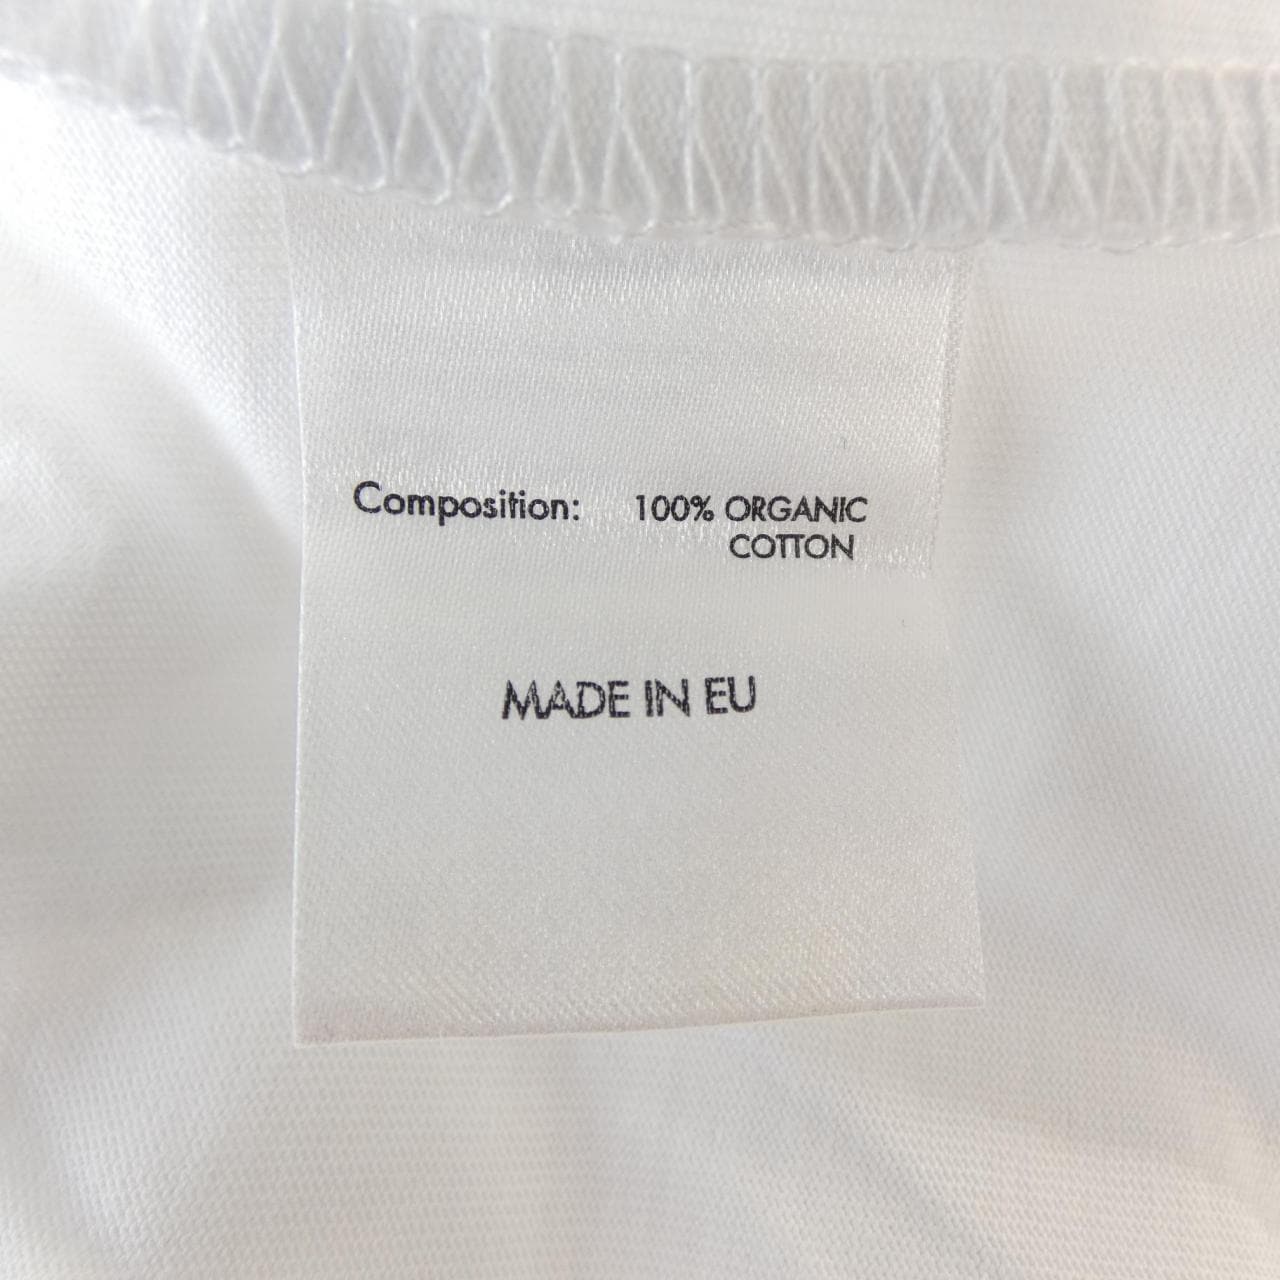 Composition: 100% ORGANIC
COTTON
MADE IN EU